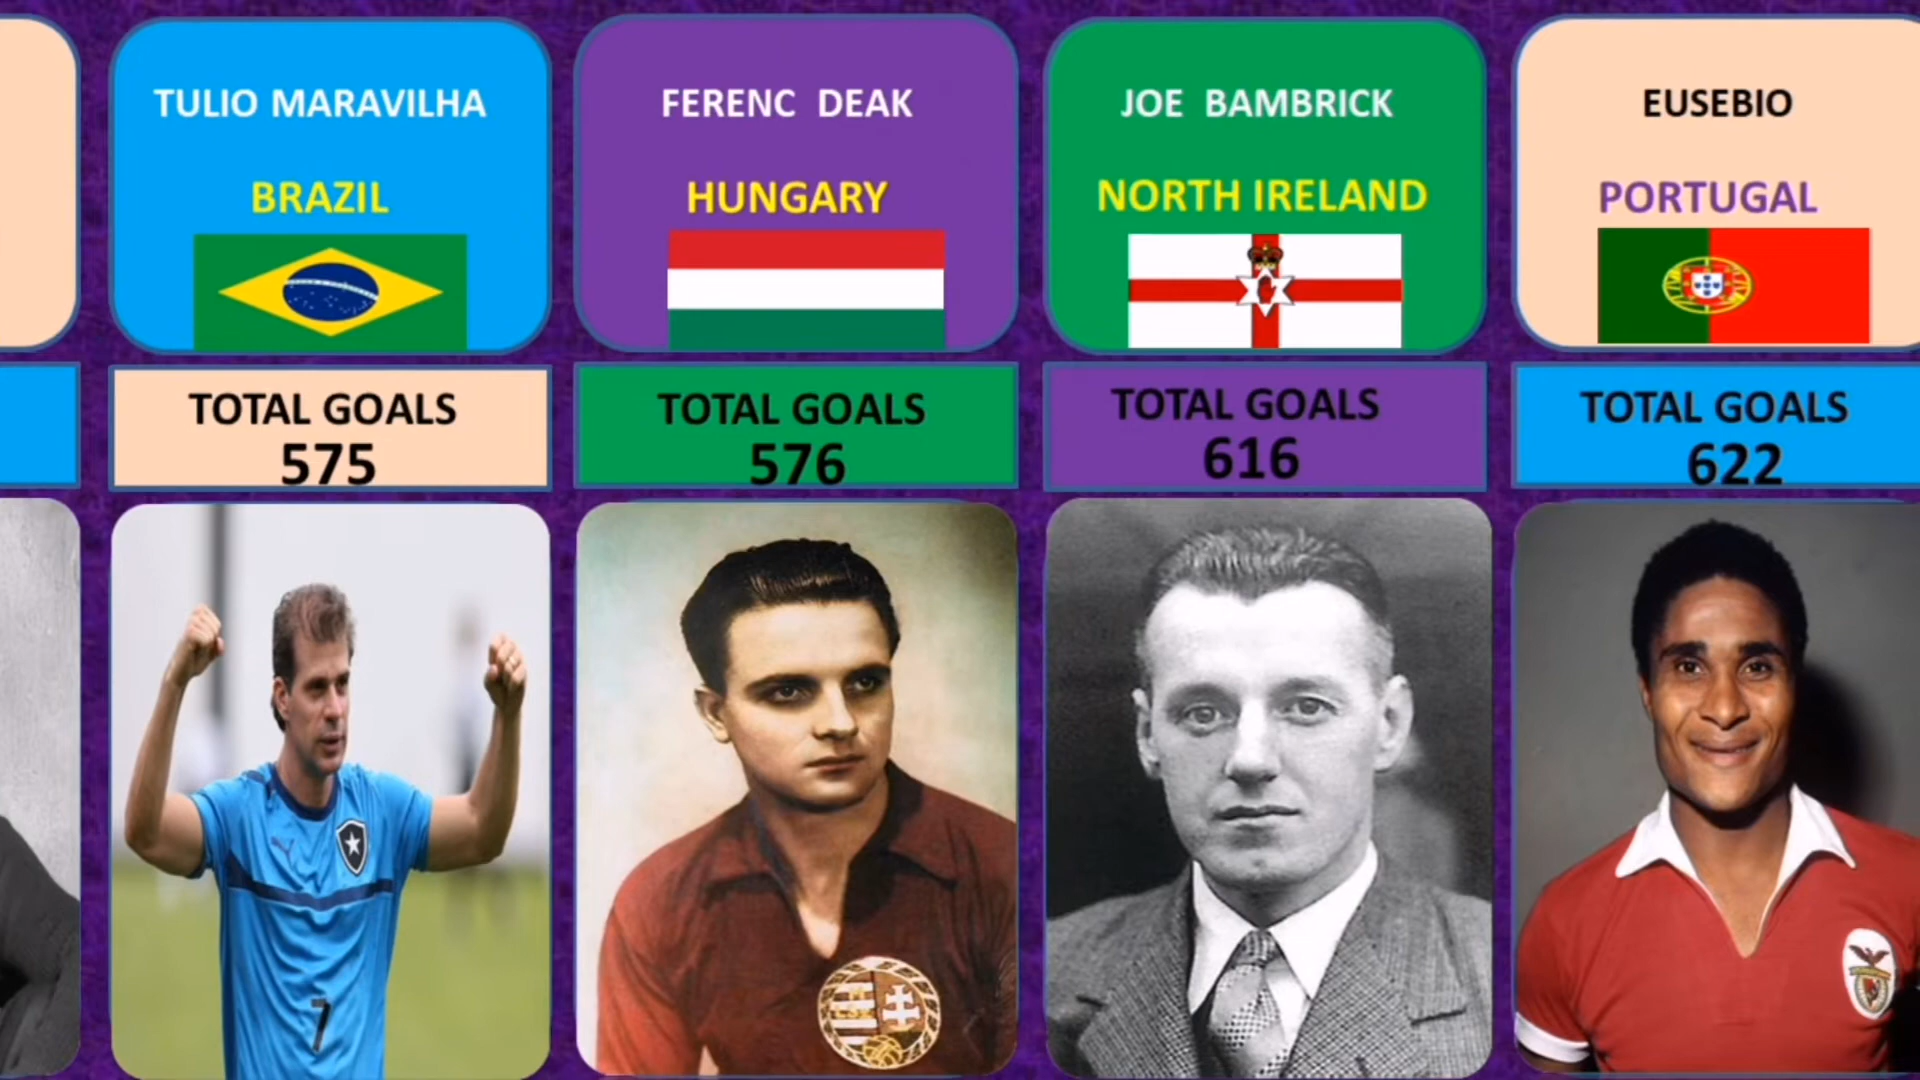 TULIO MARAVILHA
BRAZIL
TOTAL GOALS
575
FERENC DEAK
HUNGARY
TOTAL GOALS
576
JOE BAMBRICK
NORTH IRELAND
TOTAL GOALS
616
EUSEBIO
PORTUGAL
TOTAL GOALS
622
7